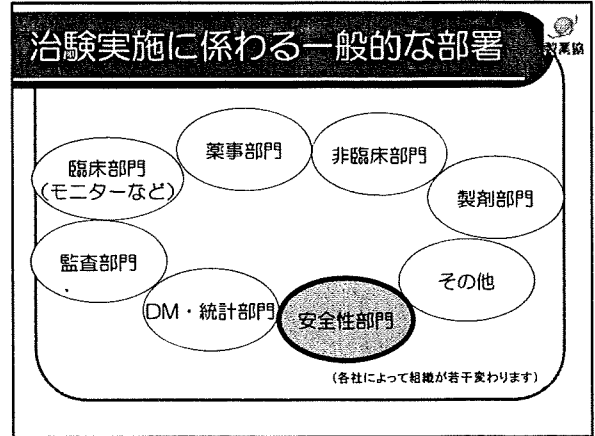 治験実施に係わる一般的な部署
製薬協
薬事部門
非臨床部門
臨床部門
(モニターなど)
製剤部門
監査部門
その他
DM・統計部門
安全性部門
(各社によって組織が若干変わります)